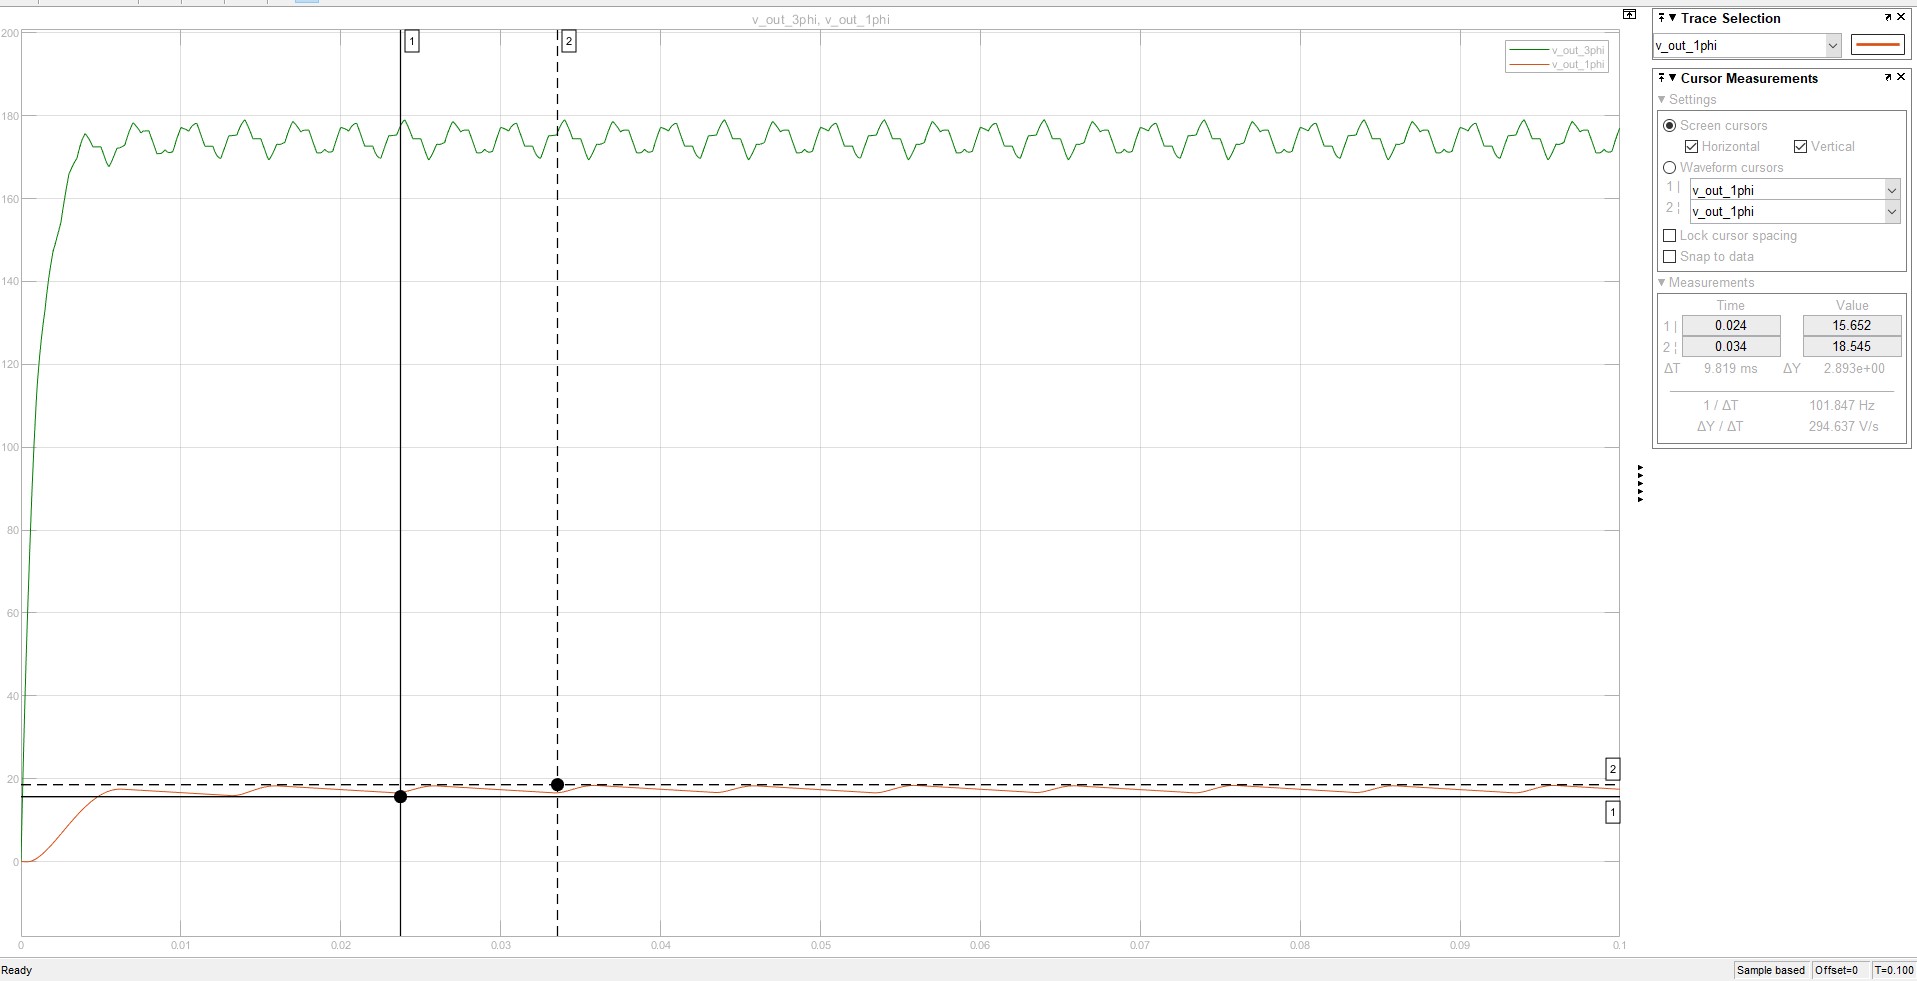 v_out_3phi, v_out_1phi
200
180
160
140
120
100
80
60
40
20
0
0
0.01
0.02
0.03
0.04
0.05
0.06
0.07
0.08
0.09
0.1
1
2
v_out_3phi
v_out_1phi
2
1
Trace Selection
v_out_1phi
Cursor Measurements
Settings
Screen cursors
Horizontal Vertical
Waveform cursors
1 | v_out_1phi
2 ¦ v_out_1phi
Lock cursor spacing
Snap to data
Measurements
Time Value
1 | 0.024 15.652
2 ¦ 0.034 18.545
ΔT 9.819 ms ΔY 2.893e+00
1 / ΔT 101.847 Hz
ΔY / ΔT 294.637 V/s
Ready
Sample based Offset=0 T=0.100